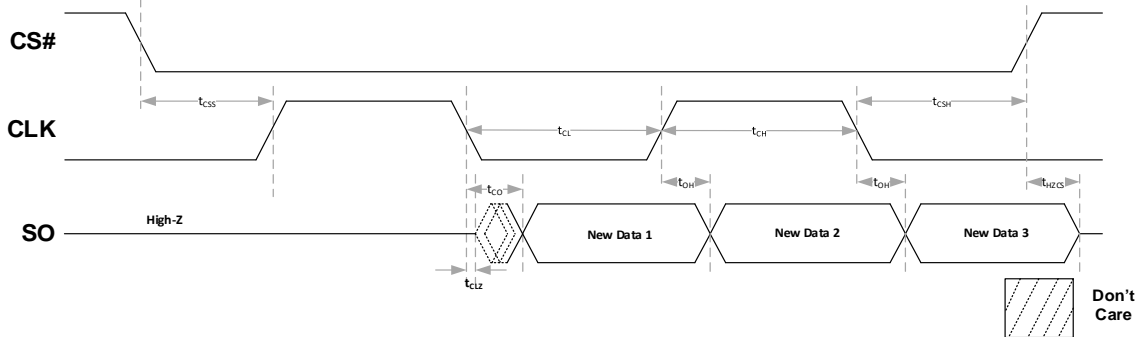 CS#
tCSS
tCSH
CLK
tCL
tCH
tCO
tOH
tOH
tHZCS
High-Z
SO
New Data 1
New Data 2
New Data 3
tCLZ
Don't
Care